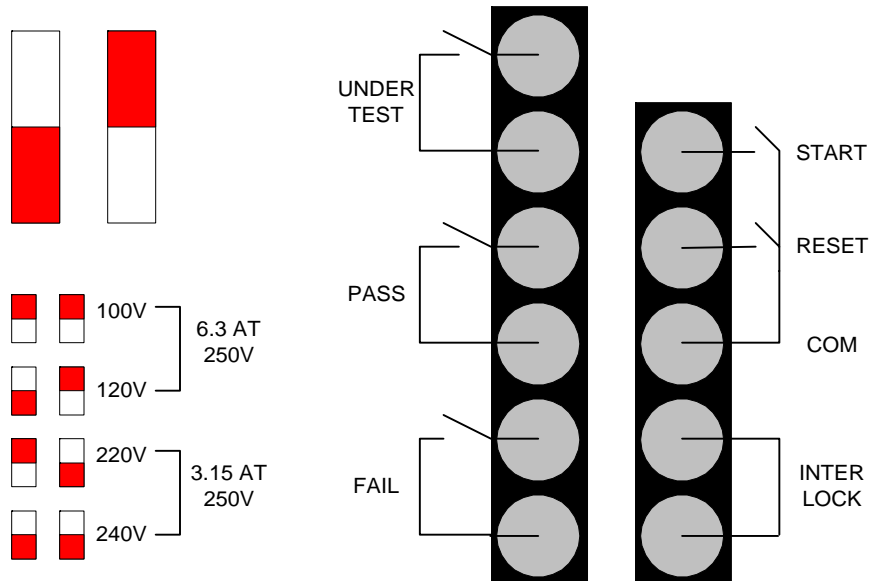 100V
120V
6.3 AT
250V
220V
240V
3.15 AT
250V
UNDER
TEST
PASS
FAIL
START
RESET
COM
INTER
LOCK